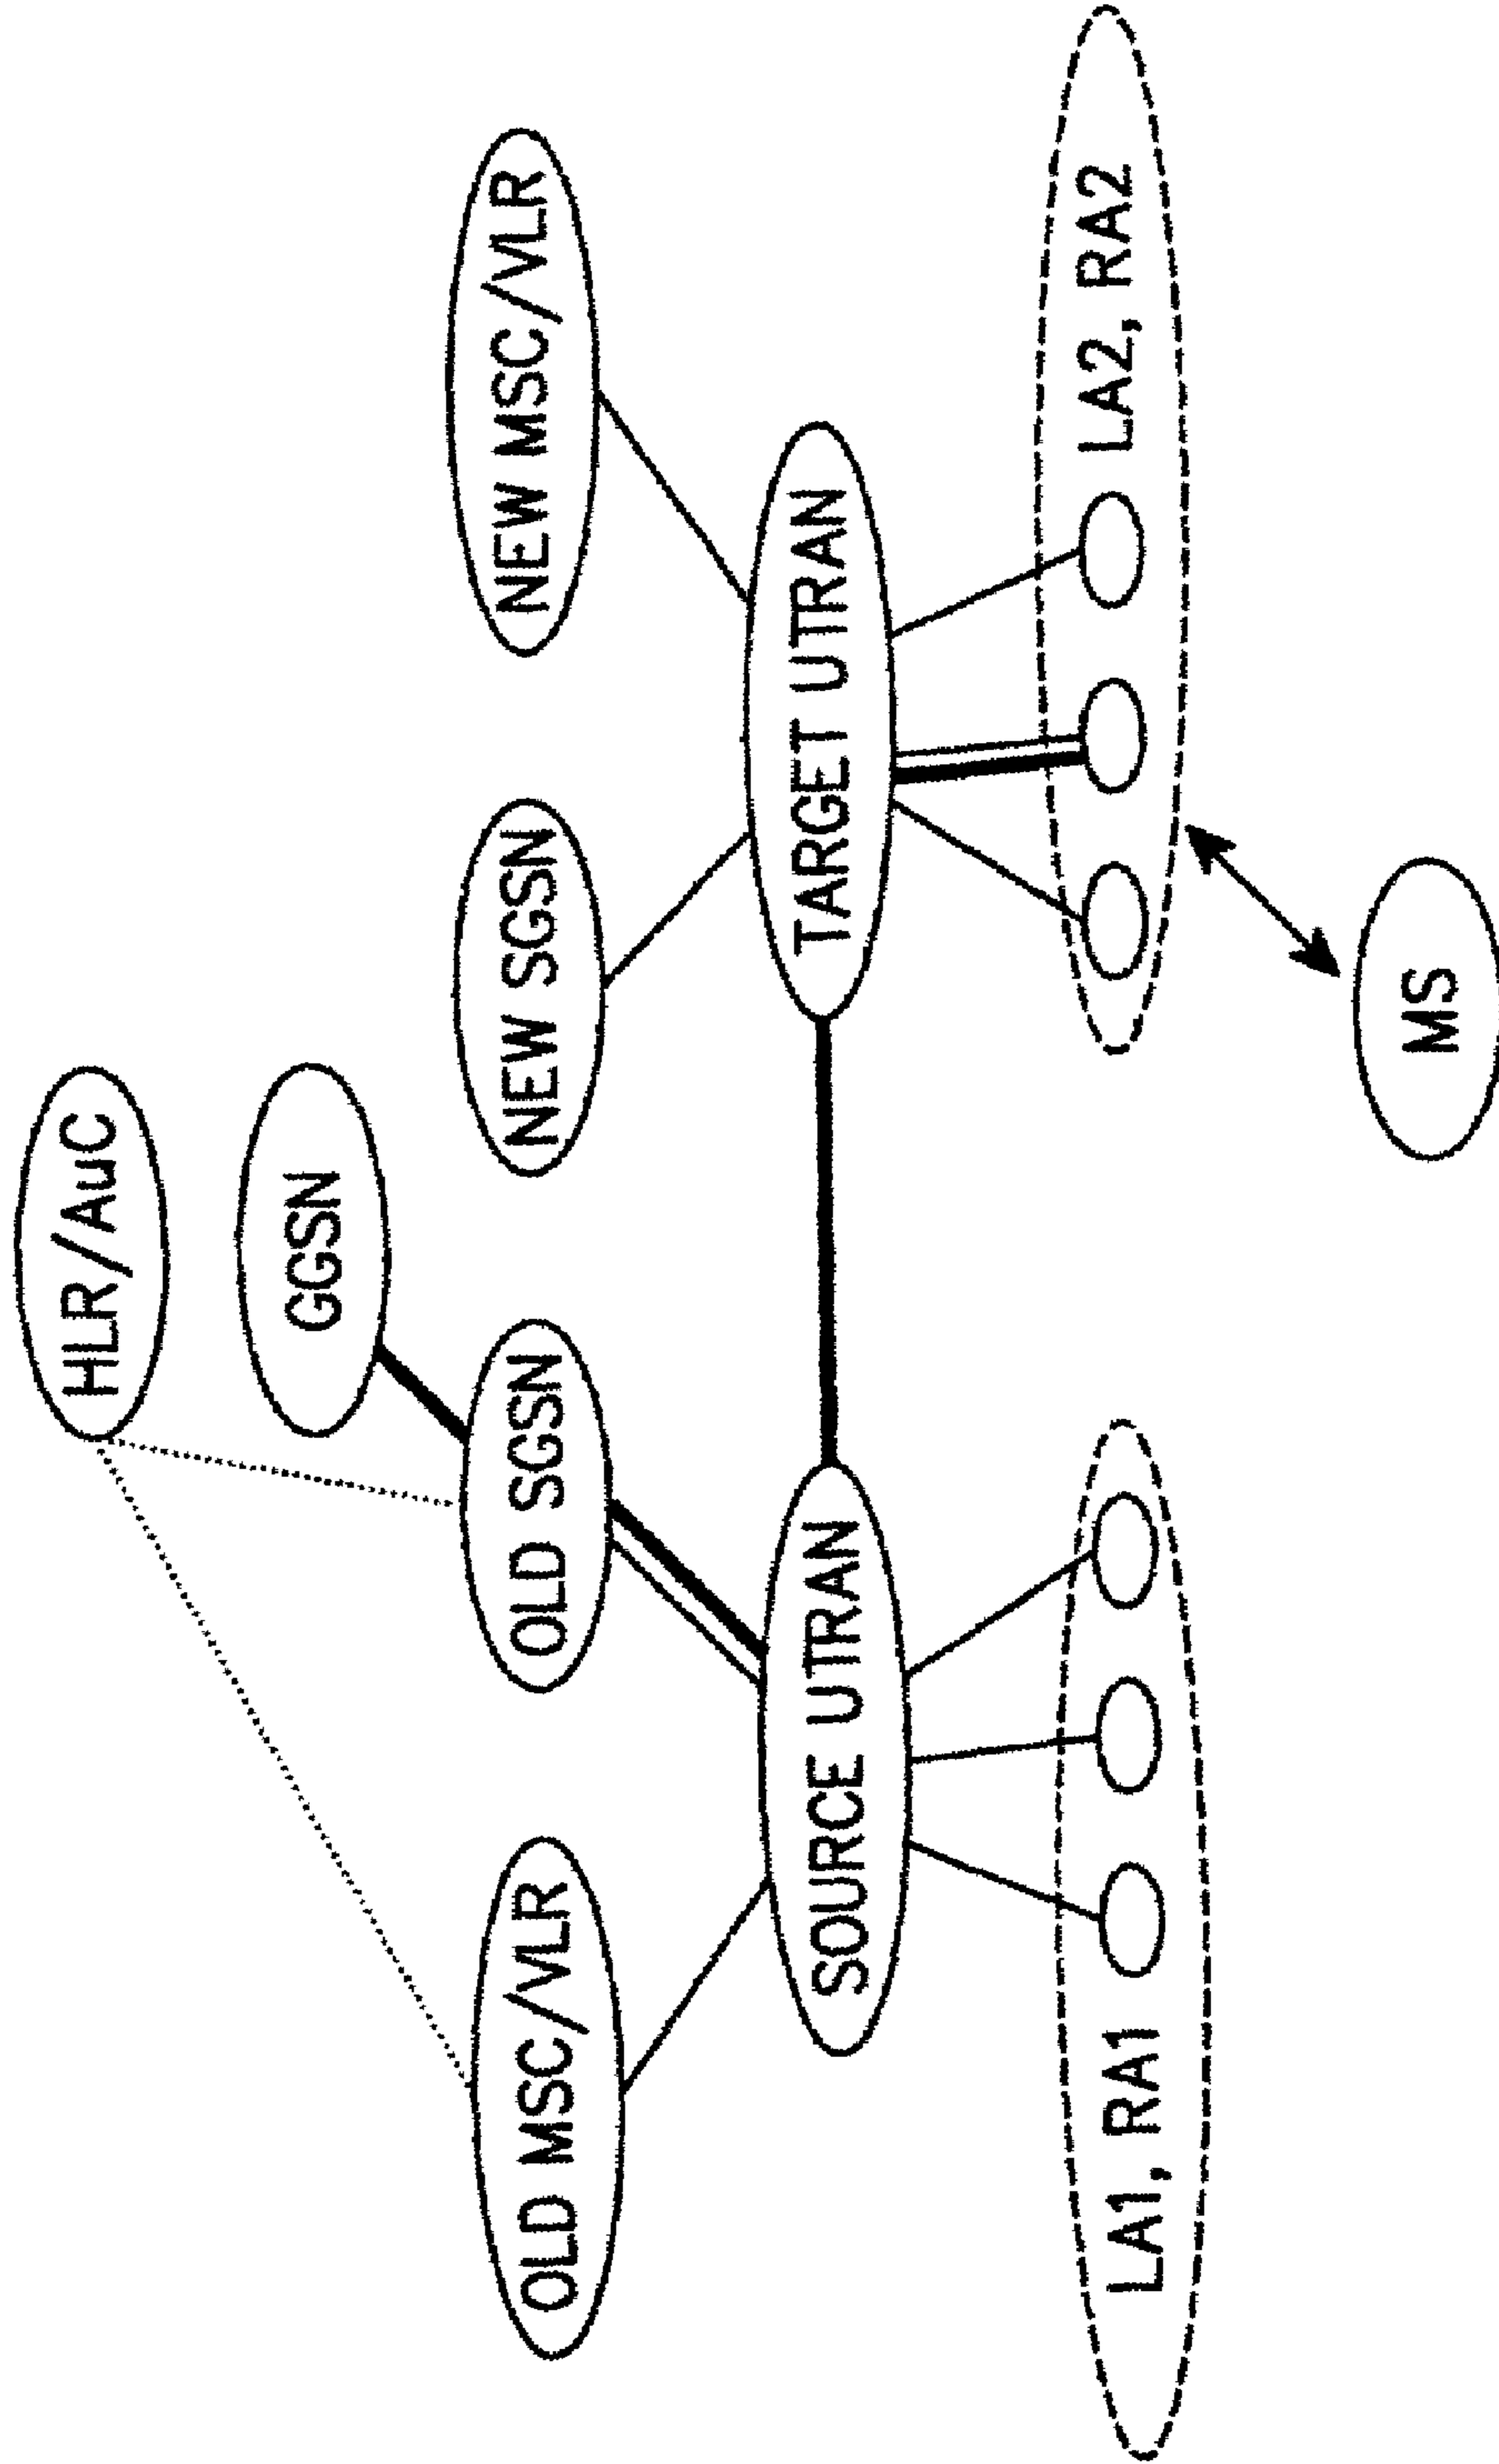 HLR/AuC
GGSN
OLD MSC/VLR
OLD SGSN
NEW SGSN
NEW MSC/VLR
SOURCE UTRAN
TARGET UTRAN
LA1, RA1
LA2, RA2
MS